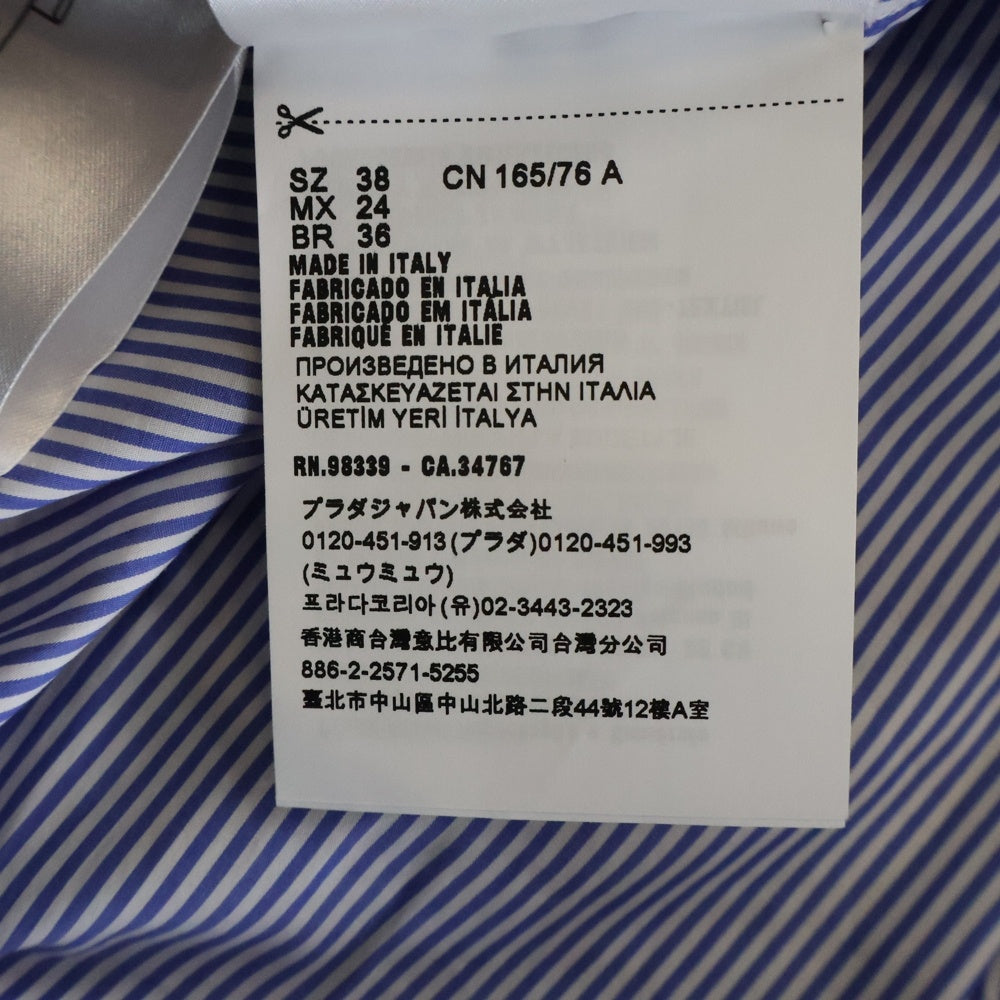 SZ 38 CN 165/76 A
MX 24
BR 36
MADE IN ITALY
FABRICADO EN ITALIA
FABRICADO EM ITÁLIA
FABRIQUÉ EN ITALIE
ПРОИЗВЕДЕНО В ИТАЛИЯ
ΚΑΤΑΣΚΕΥΑΖΕΤΑΙ ΣΤΗΝ ΙΤΑΛΙΑ
ÜRETİM YERİ İTALYA
RN.98339 - CA.34767
プラダジャパン株式会社
0120-451-913(プラダ)0120-451-993
(ミュウミュウ)
프라다코리아(유)02-3443-2323
香港商台灣意比有限公司台灣分公司
886-2-2571-5255
臺北市中山區中山北路二段44號12樓A室